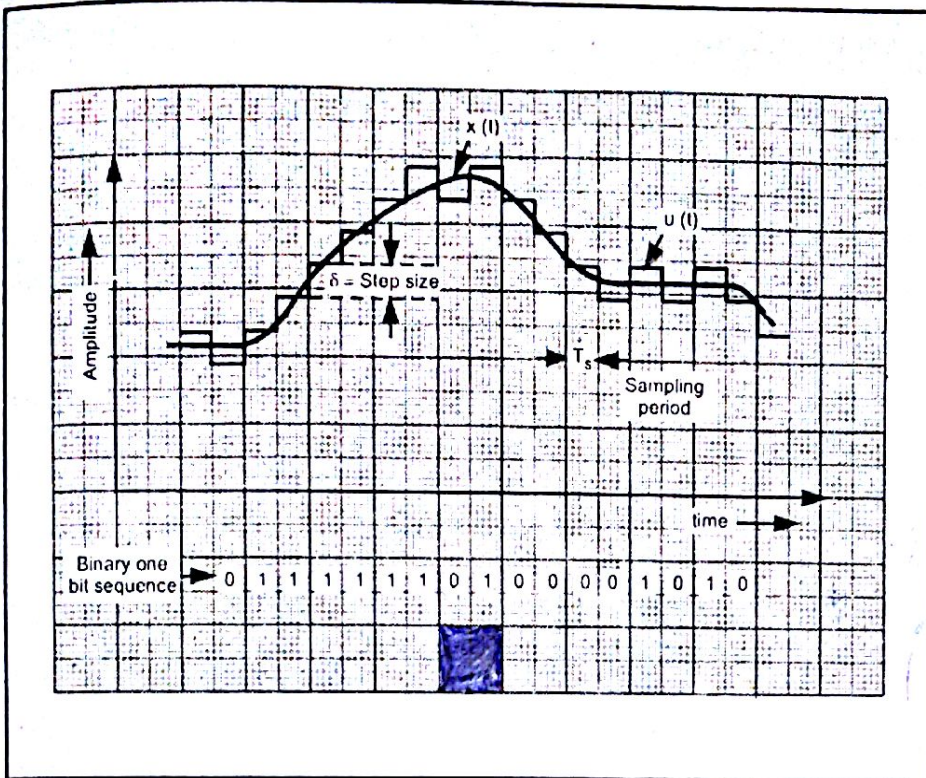 x (t)
u (t)
δ = Step size
Amplitude
Ts
Sampling
period
time
Binary one
bit sequence
0 1 1 1 1 1 1 0 1 0 0 0 0 1 0 1 0